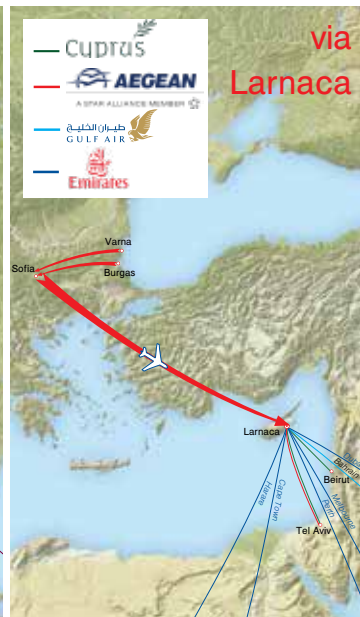 via
Larnaca
Cyprus
AEGEAN
A STAR ALLIANCE MEMBER
طيران الخليج
GULF AIR
Emirates
Varna
Sofia
Burgas
Larnaca
Bahrain
Beirut
Melbourne
Perth
Cape Town
Harare
Tel Aviv